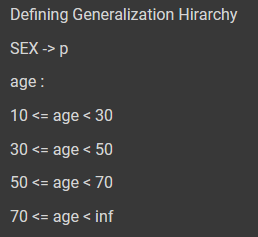 Defining Generalization Hirarchy
SEX -> p
age :
10 <= age < 30
30 <= age < 50
50 <= age < 70
70 <= age < inf